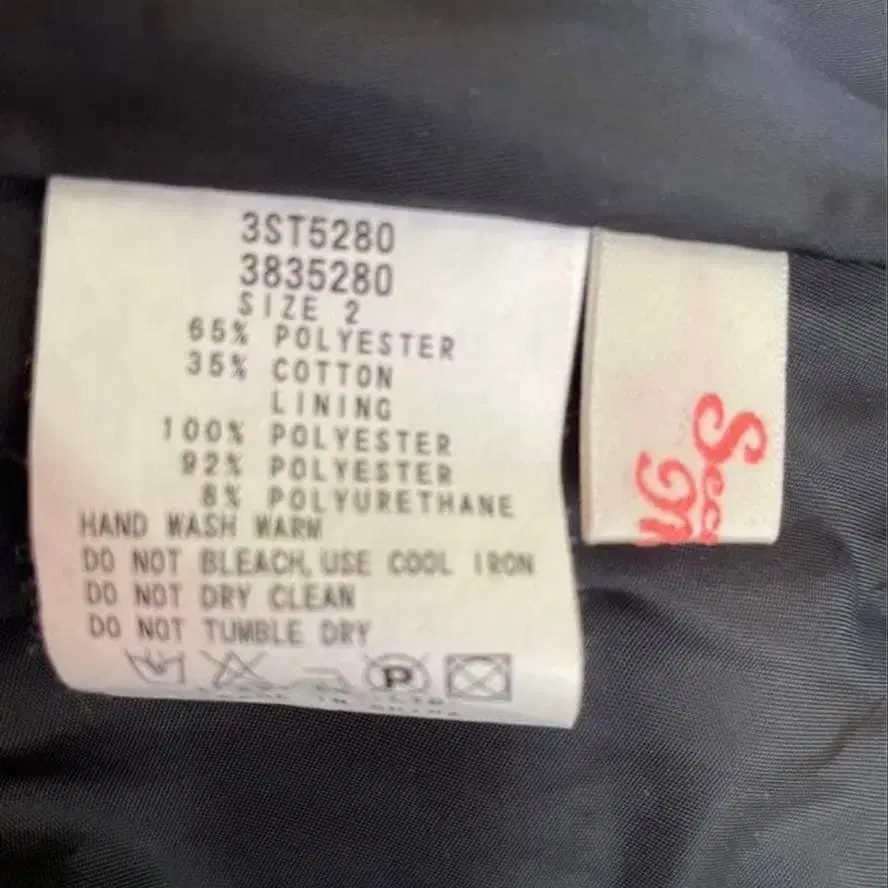 3ST5280
3835280
SIZE 2
65% POLYESTER
35% COTTON
LINING
100% POLYESTER
92% POLYESTER
8% POLYURETHANE
HAND WASH WARM
DO NOT BLEACH, USE COOL IRON
DO NOT DRY CLEAN
DO NOT TUMBLE DRY
P